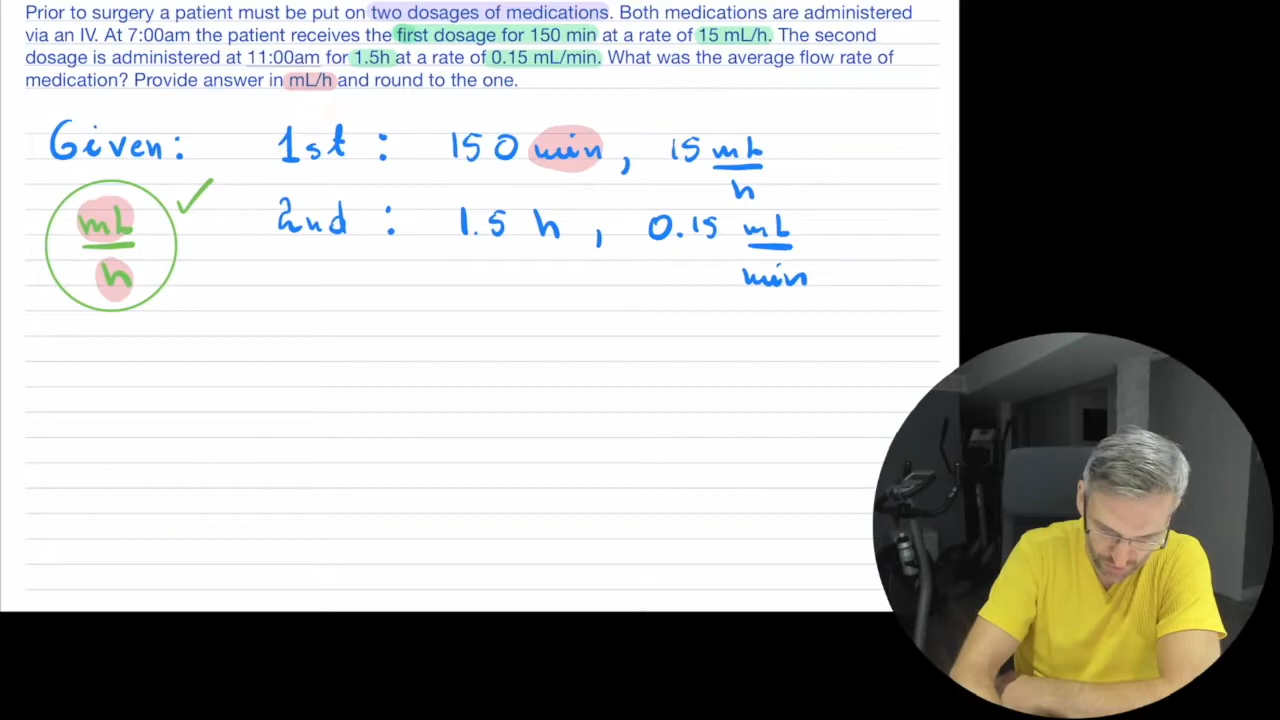 Prior to surgery a patient must be put on two dosages of medications. Both medications are administered
via an IV. At 7:00am the patient receives the first dosage for 150 min at a rate of 15 mL/h. The second
dosage is administered at 11:00am for 1.5h at a rate of 0.15 mL/min. What was the average flow rate of
medication? Provide answer in mL/h and round to the one.
Given: 1st : 150 min, 15 mL/h
mL/h
2nd : 1.5 h, 0.15 mL/min